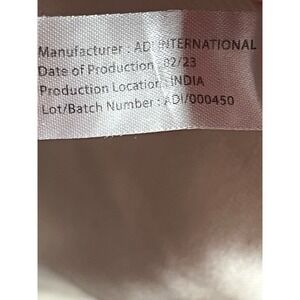 Manufacturer : ADI INTERNATIONAL
Date of Production : 02/23
Production Location : INDIA
Lot/Batch Number : ADI/000450